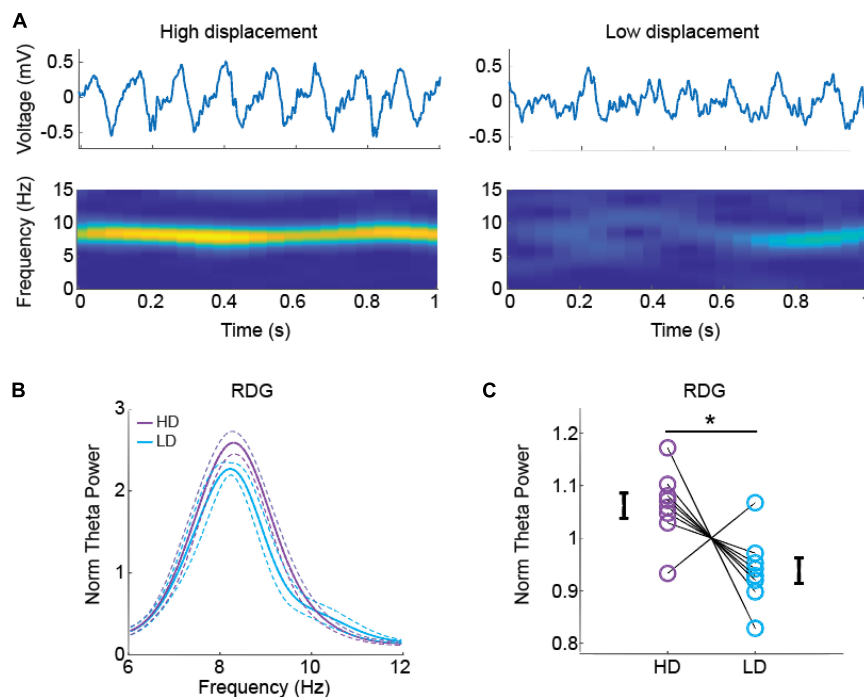 A
High displacement
Low displacement
Voltage (mV)
0.5
0
-0.5
0.5
0
-0.5
Frequency (Hz)
15
10
5
0
0 0.2 0.4 0.6 0.8 1
Time (s)
15
10
5
0
0 0.2 0.4 0.6 0.8 1
Time (s)
B
RDG
HD
LD
Norm Theta Power
3
2
1
0
6 8 10 12
Frequency (Hz)
C
RDG
*
Norm Theta Power
1.2
1.1
1
0.9
0.8
HD LD